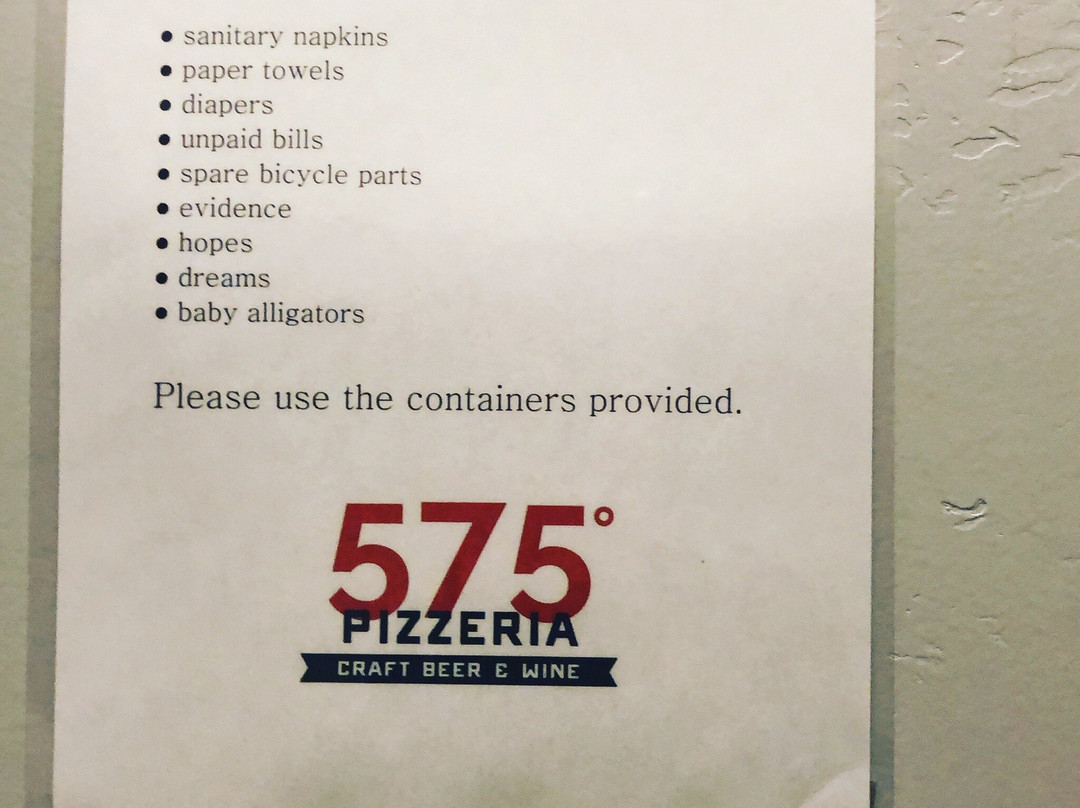 • sanitary napkins
• paper towels
• diapers
• unpaid bills
• spare bicycle parts
• evidence
• hopes
• dreams
• baby alligators
Please use the containers provided.
575°
PIZZERIA
CRAFT BEER & WINE